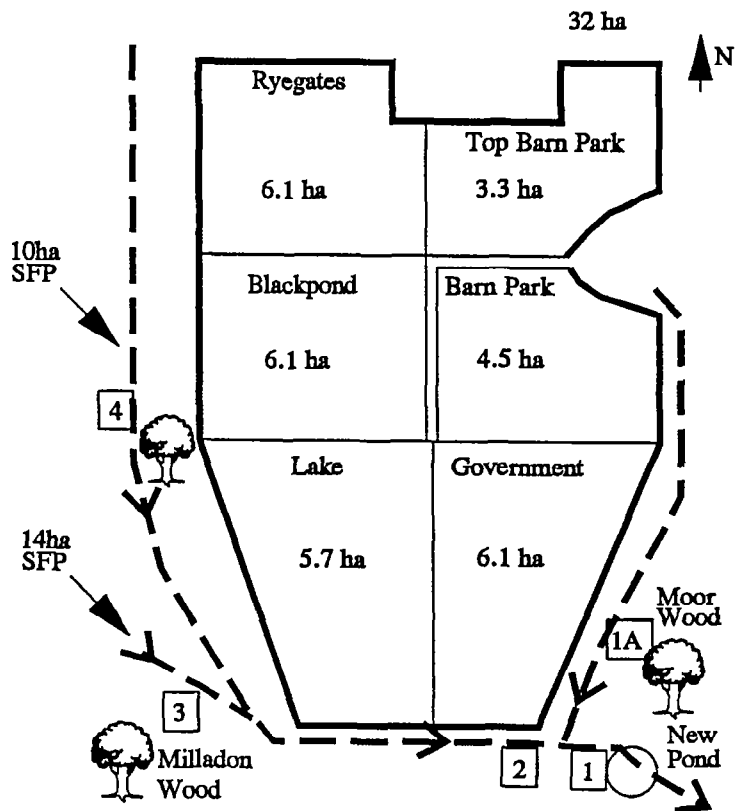 32 ha
N
Ryegates
Top Barn Park
6.1 ha
3.3 ha
10ha
SFP
Blackpond
Barn Park
6.1 ha
4.5 ha
4
Lake
Government
14ha
SFP
5.7 ha
6.1 ha
Moor
Wood
1A
3
Milladon
Wood
2
1
New
Pond